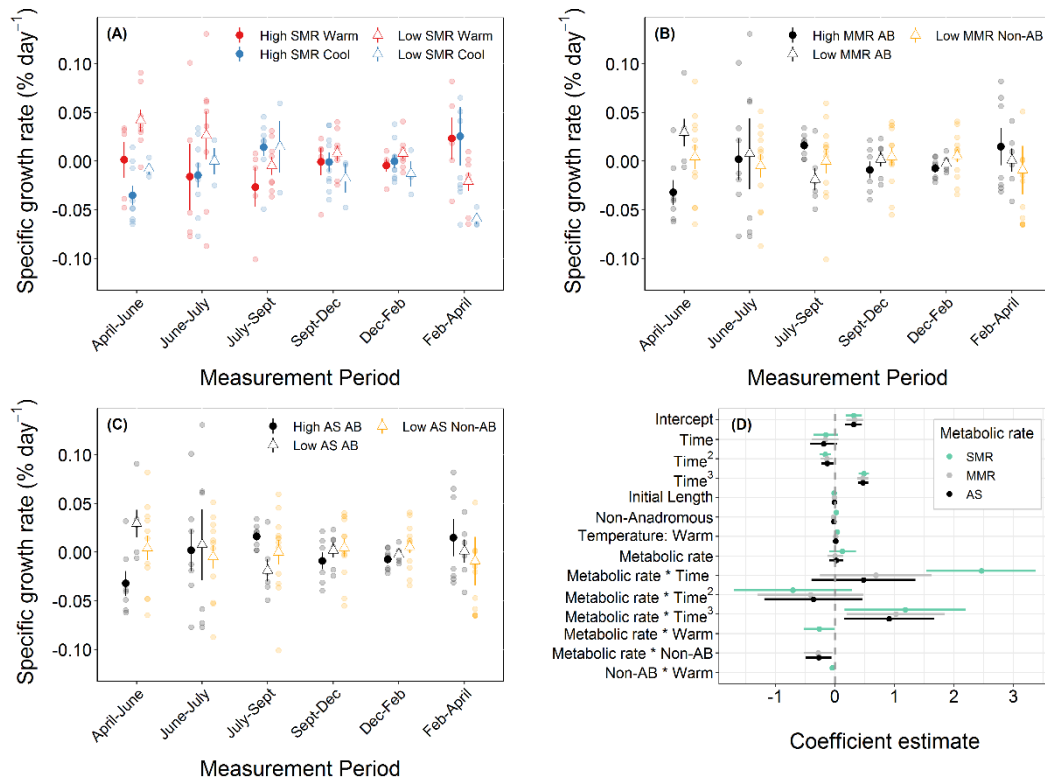 (A)
High SMR Warm
Low SMR Warm
High SMR Cool
Low SMR Cool
Specific growth rate (% day⁻¹)
0.10
0.05
0.00
-0.05
-0.10
April-June
June-July
July-Sept
Sept-Dec
Dec-Feb
Feb-April
Measurement Period
(B)
High MMR AB
Low MMR Non-AB
Low MMR AB
Specific growth rate (% day⁻¹)
0.10
0.05
0.00
-0.05
-0.10
April-June
June-July
July-Sept
Sept-Dec
Dec-Feb
Feb-April
Measurement Period
(C)
High AS AB
Low AS Non-AB
Low AS AB
Specific growth rate (% day⁻¹)
0.10
0.05
0.00
-0.05
-0.10
April-June
June-July
July-Sept
Sept-Dec
Dec-Feb
Feb-April
Measurement Period
(D)
Metabolic rate
SMR
MMR
AS
Intercept
Time
Time²
Time³
Initial Length
Non-Anadromous
Temperature: Warm
Metabolic rate
Metabolic rate * Time
Metabolic rate * Time²
Metabolic rate * Time³
Metabolic rate * Warm
Metabolic rate * Non-AB
Non-AB * Warm
-1
0
1
2
3
Coefficient estimate